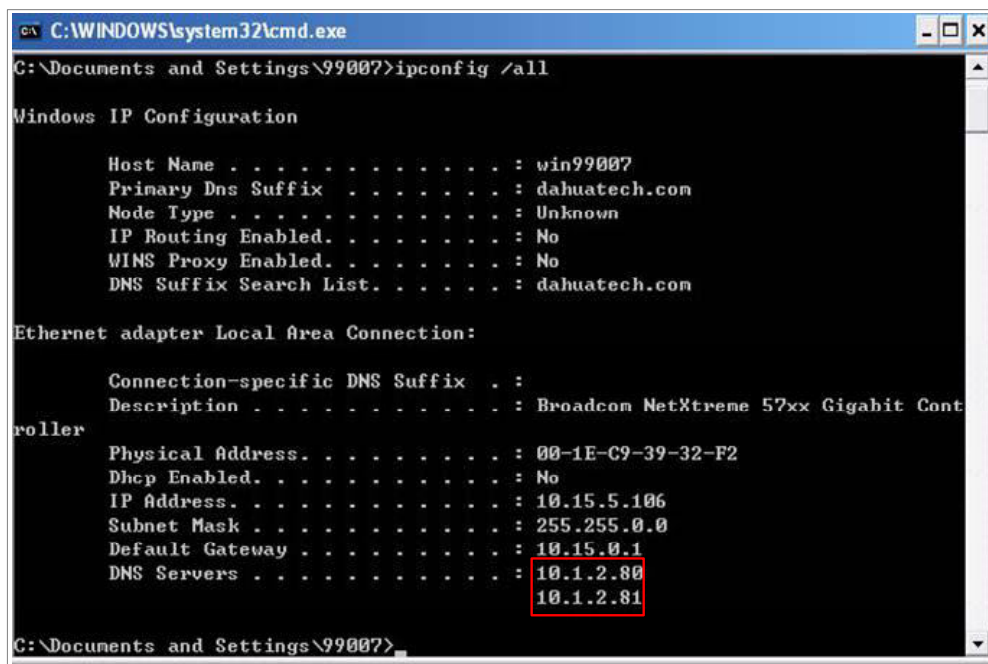 C:\WINDOWS\system32\cmd.exe
C:\Documents and Settings\99007>ipconfig /all
Windows IP Configuration
Host Name . . . . . . . . . . . . : win99007
Primary Dns Suffix  . . . . . . . : dahuatech.com
Node Type . . . . . . . . . . . . : Unknown
IP Routing Enabled. . . . . . . . : No
WINS Proxy Enabled. . . . . . . . : No
DNS Suffix Search List. . . . . . : dahuatech.com
Ethernet adapter Local Area Connection:
Connection-specific DNS Suffix  . :
Description . . . . . . . . . . . : Broadcom NetXtreme 57xx Gigabit Cont
roller
Physical Address. . . . . . . . . : 00-1E-C9-39-32-F2
Dhcp Enabled. . . . . . . . . . . : No
IP Address. . . . . . . . . . . . : 10.15.5.106
Subnet Mask . . . . . . . . . . . : 255.255.0.0
Default Gateway . . . . . . . . . : 10.15.0.1
DNS Servers . . . . . . . . . . . : 10.1.2.80
10.1.2.81
C:\Documents and Settings\99007>_